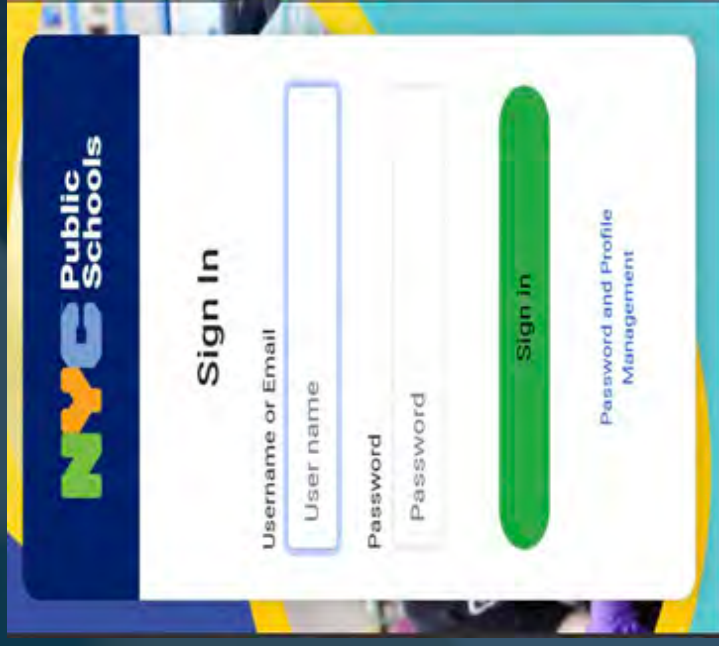 NYC Public
Schools
Sign In
Username or Email
User name
Password
Password
Sign in
Password and Profile
Management